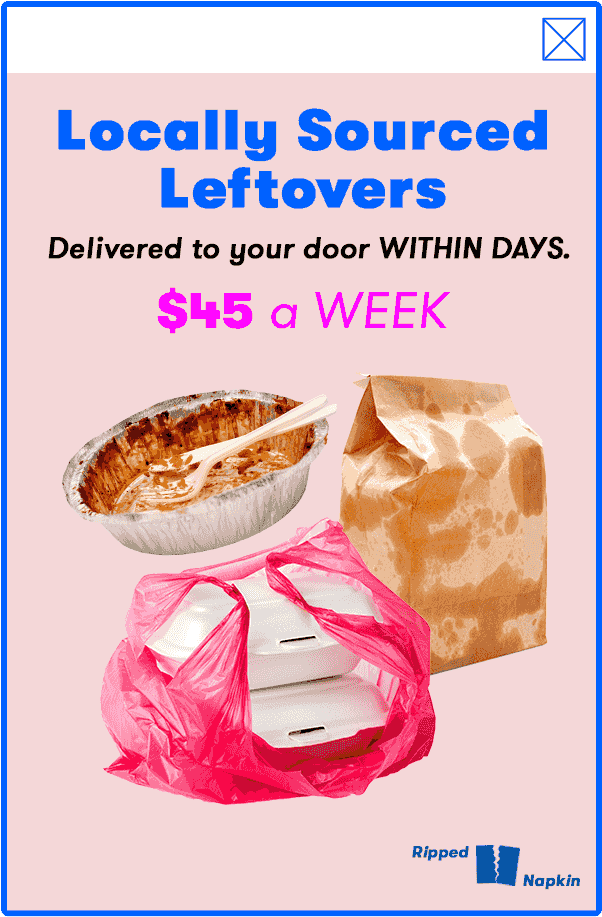 Locally Sourced
Leftovers
Delivered to your door WITHIN DAYS.
$45 a WEEK
Ripped
Napkin